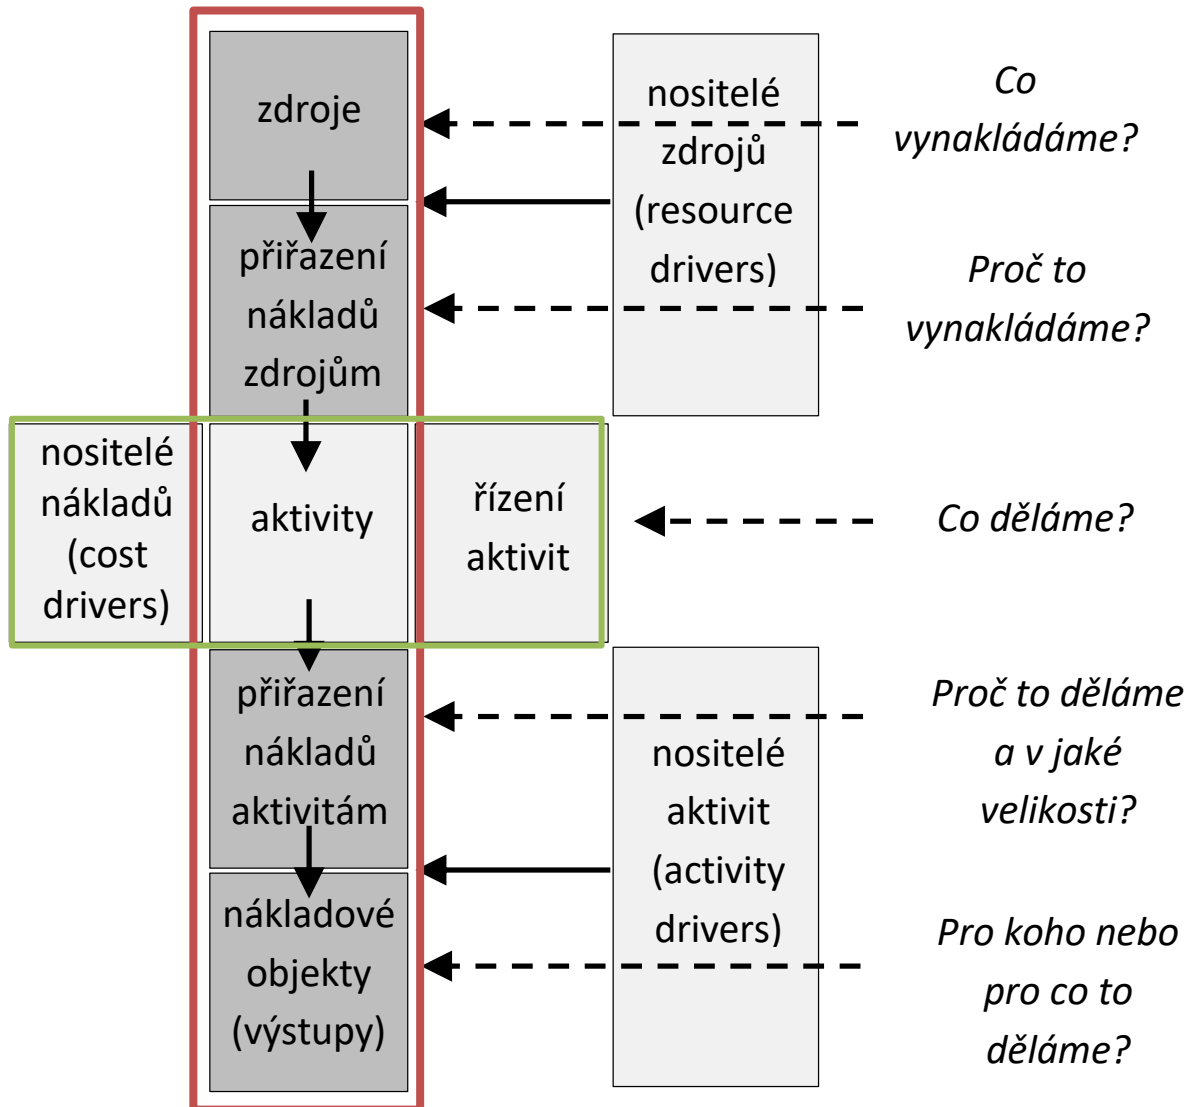 zdroje
nositelé
zdrojů
(resource
drivers)
Co
vynakládáme?
přiřazení
nákladů
zdrojům
Proč to
vynakládáme?
nositelé
nákladů
(cost
drivers)
aktivity
řízení
aktivit
Co děláme?
přiřazení
nákladů
aktivitám
nositelé
aktivit
(activity
drivers)
Proč to děláme
a v jaké
velikosti?
nákladové
objekty
(výstupy)
Pro koho nebo
pro co to
děláme?